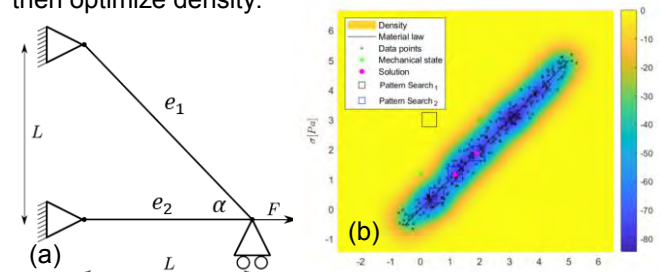 then optimize density.
e₁
L
e₂
α
F
(a)
L
Density
Material law
Data points
Mechanical state
Solution
Pattern Search₁
Pattern Search₂
σ[Pa]
6
5
4
3
2
1
0
-1
(b)
-2 -1 0 1 2 3 4 5 6
0
-10
-20
-30
-40
-50
-60
-70
-80